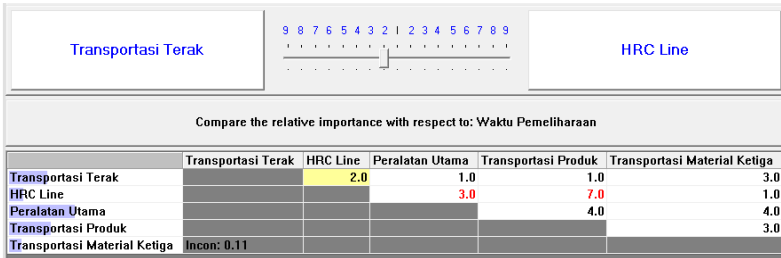 Transportasi Terak
9 8 7 6 5 4 3 2 1 2 3 4 5 6 7 8 9
HRC Line
Compare the relative importance with respect to: Waktu Pemeliharaan
Transportasi Terak HRC Line Peralatan Utama Transportasi Produk Transportasi Material Ketiga
Transportasi Terak 2.0 1.0 1.0 3.0
HRC Line 3.0 7.0 1.0
Peralatan Utama 4.0 4.0
Transportasi Produk 3.0
Transportasi Material Ketiga Incon: 0.11